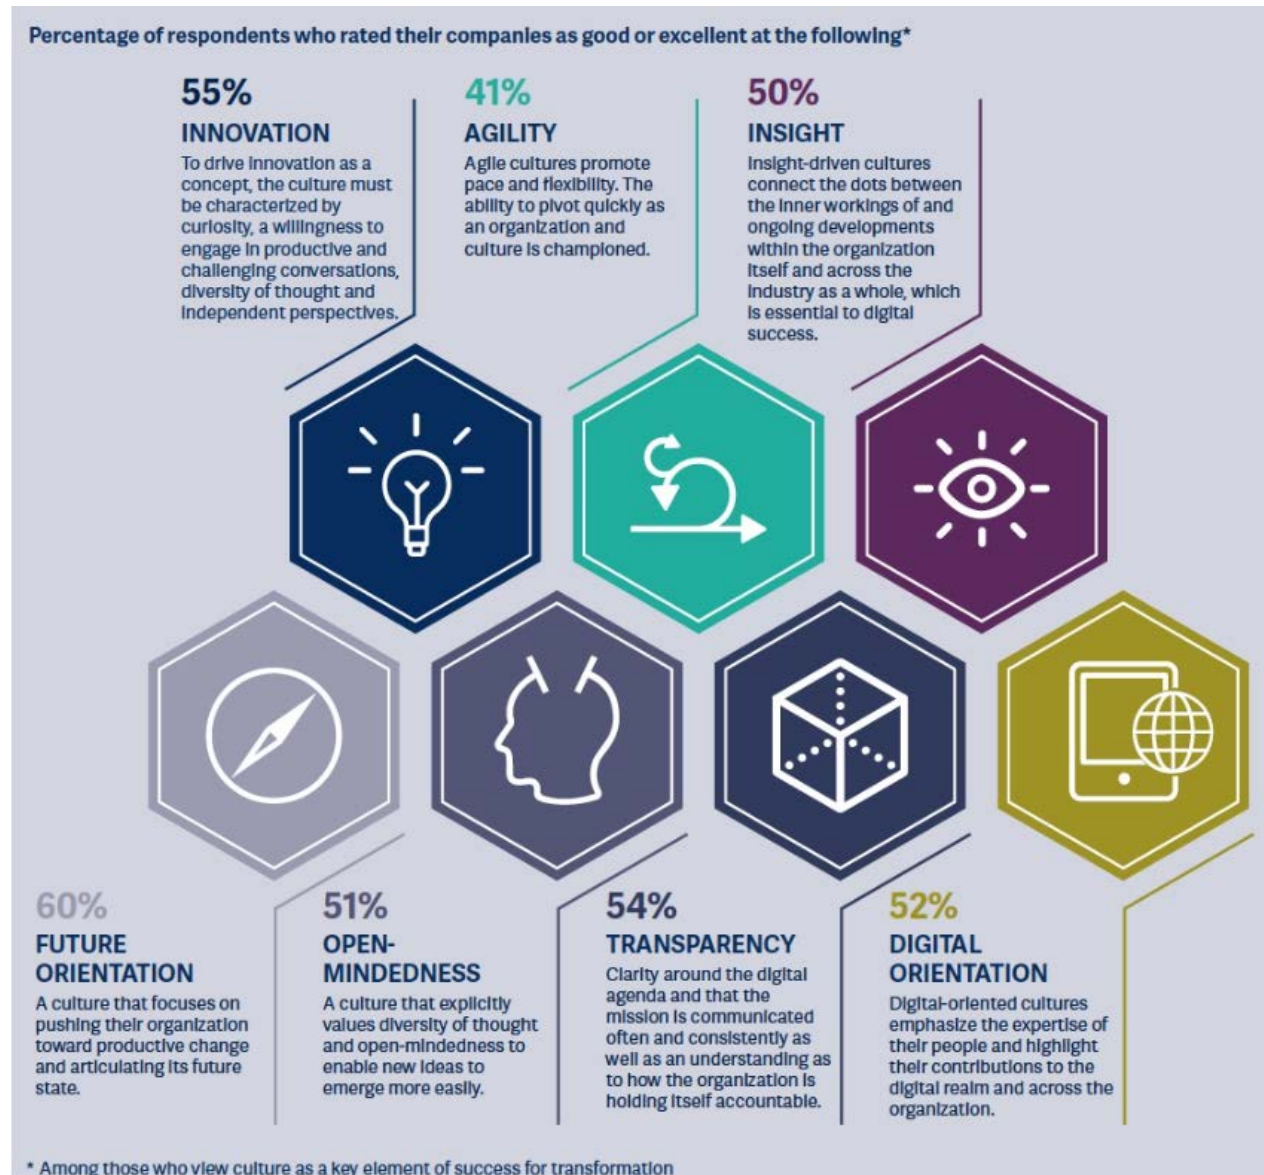 Percentage of respondents who rated their companies as good or excellent at the following*
55%
INNOVATION
To drive innovation as a
concept, the culture must
be characterized by
curiosity, a willingness to
engage in productive and
challenging conversations,
diversity of thought and
independent perspectives.
41%
AGILITY
Agile cultures promote
pace and flexibility. The
ability to pivot quickly as
an organization and
culture is championed.
50%
INSIGHT
Insight-driven cultures
connect the dots between
the inner workings of and
ongoing developments
within the organization
itself and across the
industry as a whole, which
is essential to digital
success.
60%
FUTURE
ORIENTATION
A culture that focuses on
pushing their organization
toward productive change
and articulating its future
state.
51%
OPEN-
MINDEDNESS
A culture that explicitly
values diversity of thought
and open-mindedness to
enable new ideas to
emerge more easily.
54%
TRANSPARENCY
Clarity around the digital
agenda and that the
mission is communicated
often and consistently as
well as an understanding as
to how the organization is
holding itself accountable.
52%
DIGITAL
ORIENTATION
Digital-oriented cultures
emphasize the expertise of
their people and highlight
their contributions to the
digital realm and across the
organization.
* Among those who view culture as a key element of success for transformation